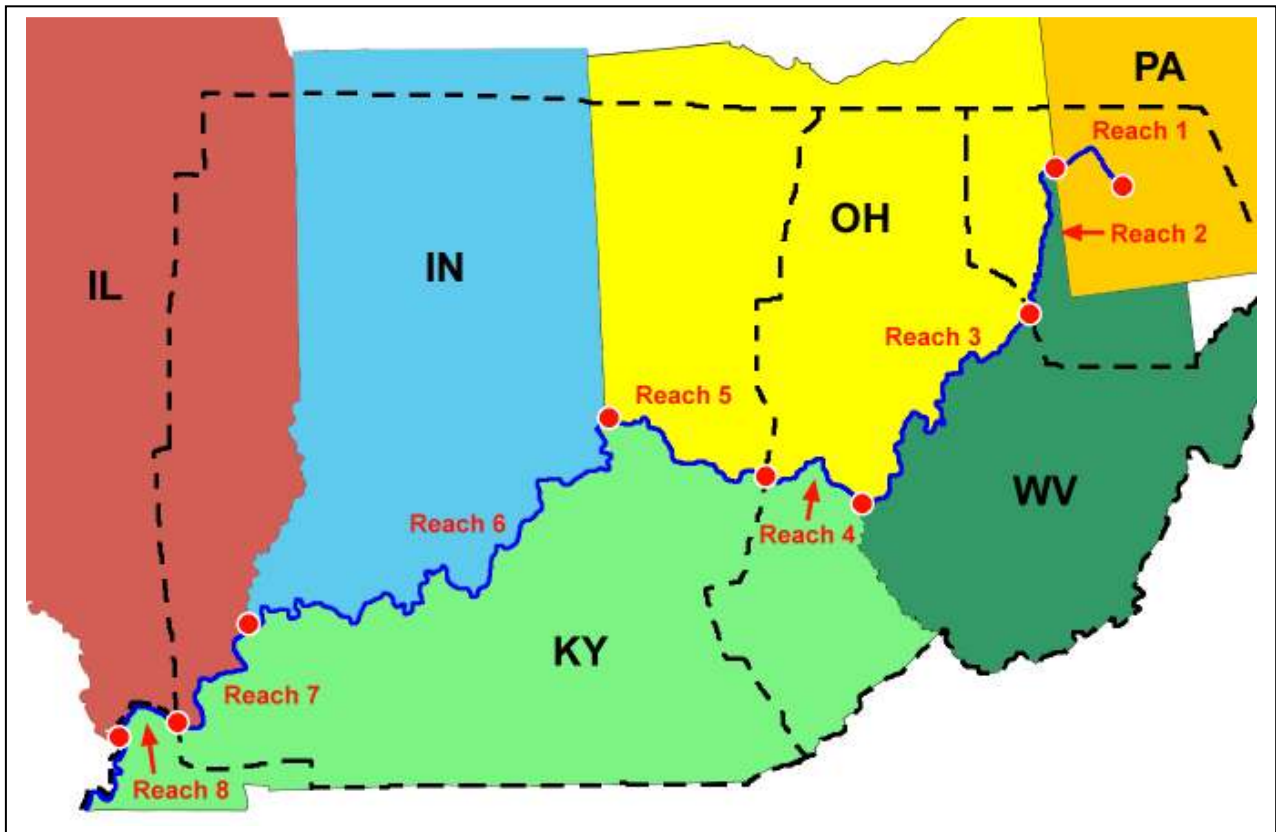 PA
Reach 1
OH
Reach 2
IN
IL
Reach 3
Reach 5
WV
Reach 6
Reach 4
KY
Reach 7
Reach 8